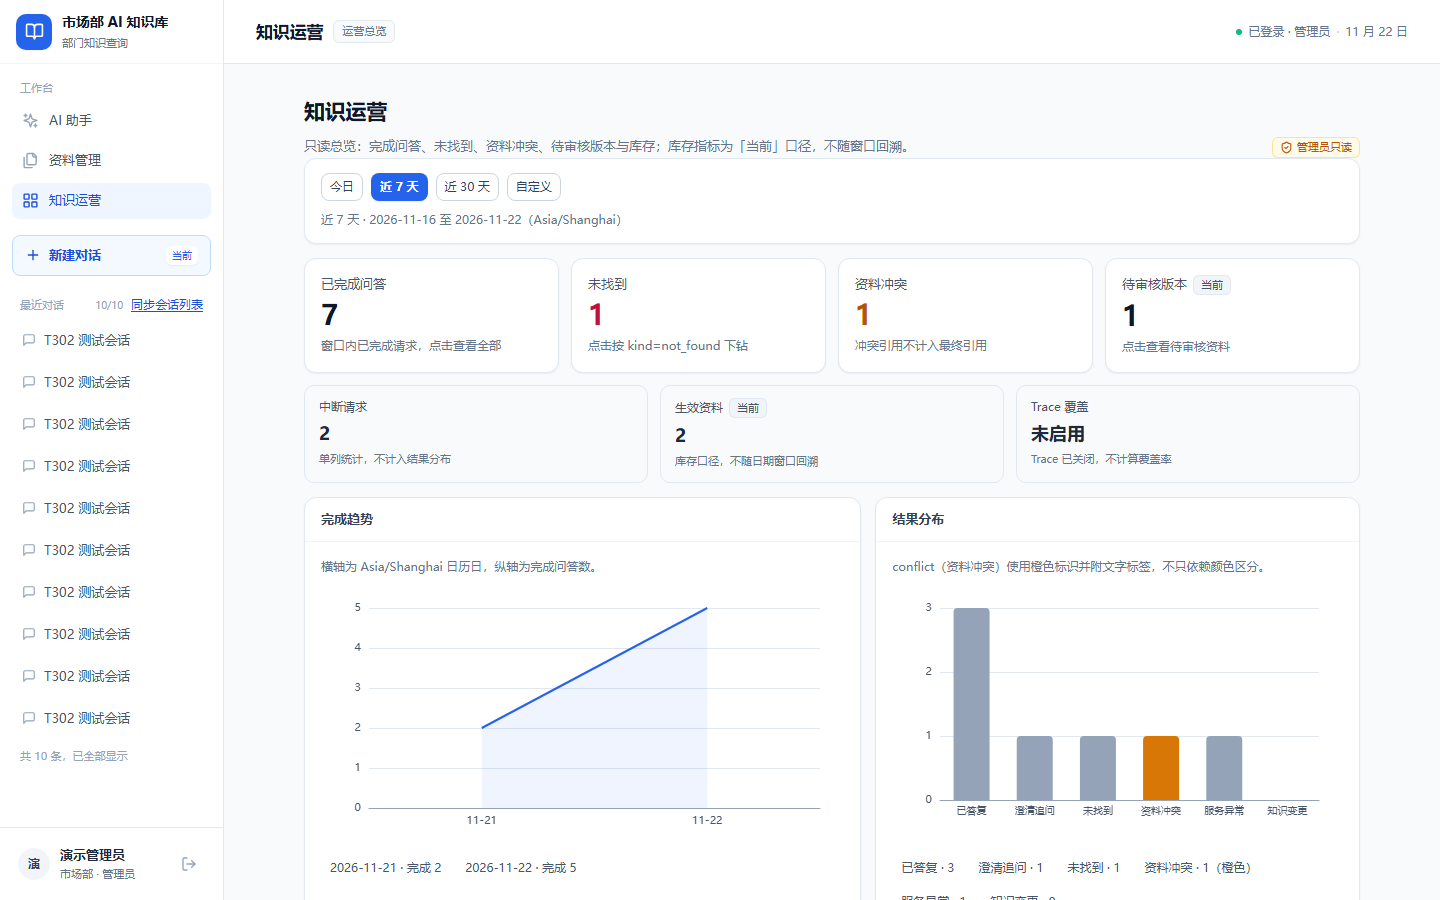 市场部 AI 知识库
部门知识查询
工作台
AI 助手
资料管理
知识运营
新建对话 当前
最近对话 10/10 同步会话列表
T302 测试会话
T302 测试会话
T302 测试会话
T302 测试会话
T302 测试会话
T302 测试会话
T302 测试会话
T302 测试会话
T302 测试会话
T302 测试会话
共 10 条，已全部显示
演 演示管理员
市场部 · 管理员
知识运营 运营总览
已登录 · 管理员 · 11 月 22 日
知识运营
只读总览：完成问答、未找到、资料冲突、待审核版本与库存；库存指标为「当前」口径，不随窗口回溯。
管理员只读
今日 近 7 天 近 30 天 自定义
近 7 天 · 2026-11-16 至 2026-11-22（Asia/Shanghai）
已完成问答
7
窗口内已完成请求，点击查看全部
未找到
1
点击按 kind=not_found 下钻
资料冲突
1
冲突引用不计入最终引用
待审核版本 当前
1
点击查看待审核资料
中断请求
2
单列统计，不计入结果分布
生效资料 当前
2
库存口径，不随日期窗口回溯
Trace 覆盖
未启用
Trace 已关闭，不计算覆盖率
完成趋势
横轴为 Asia/Shanghai 日历日，纵轴为完成问答数。
5
4
3
2
1
0
11-21 11-22
2026-11-21 · 完成 2 2026-11-22 · 完成 5
结果分布
conflict（资料冲突）使用橙色标识并附文字标签，不只依赖颜色区分。
3
2
1
0
已答复 澄清追问 未找到 资料冲突 服务异常 知识变更
已答复 · 3 澄清追问 · 1 未找到 · 1 资料冲突 · 1（橙色）
服务异常 · 1 知识变更 · 0